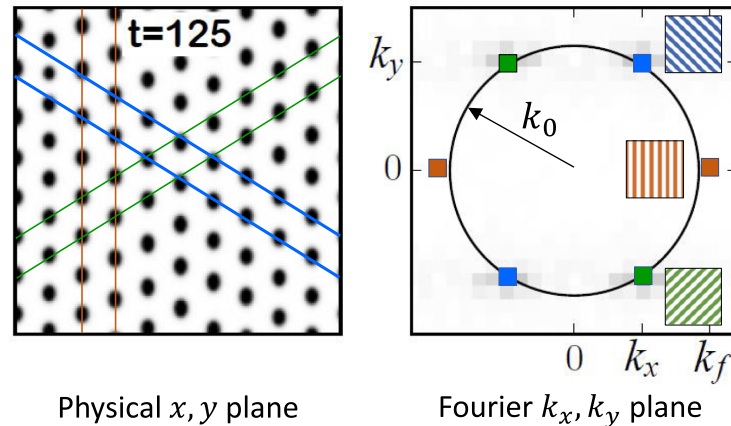 t=125
k_y
k_0
0
0
k_x
k_f
Physical x, y plane
Fourier k_x, k_y plane